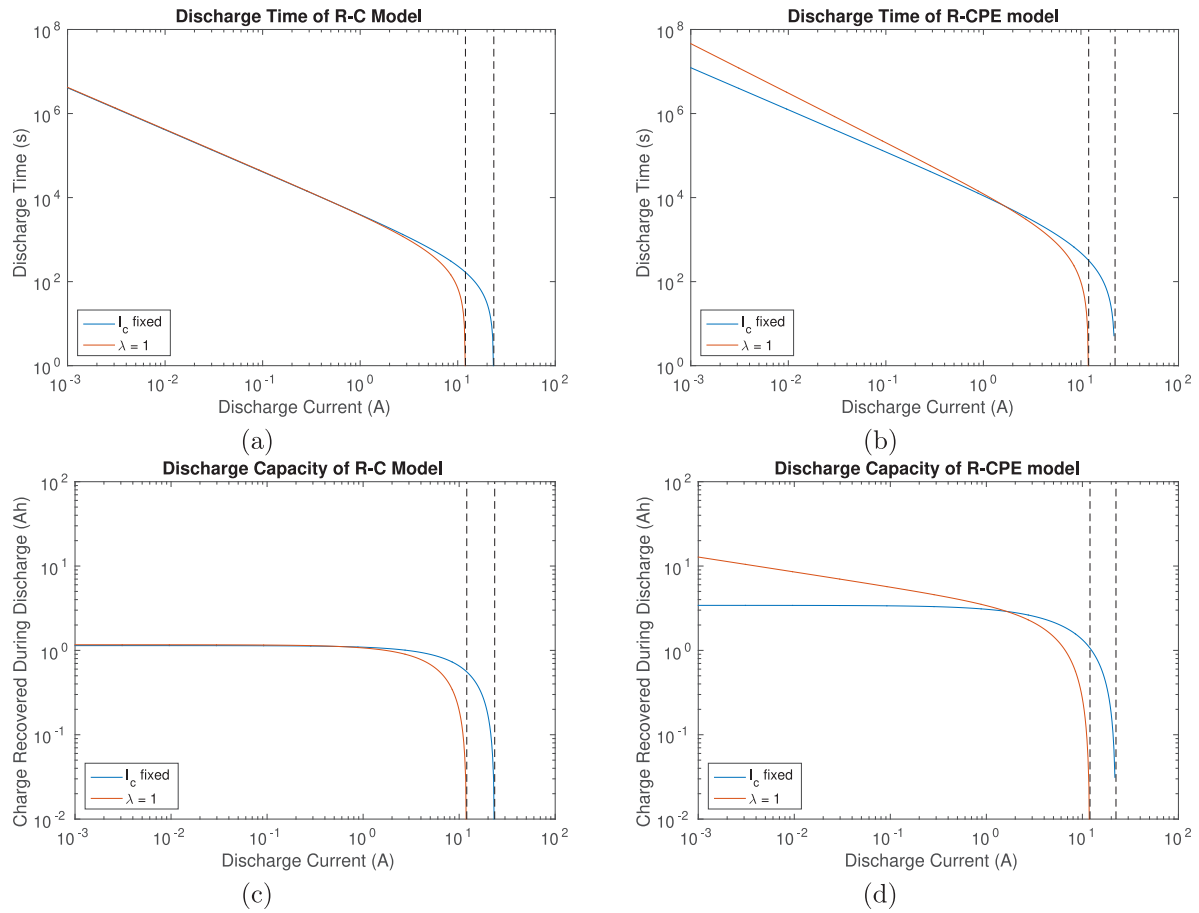 Discharge Time of R-C Model
10^8
10^6
10^4
10^2
10^0
Discharge Time (s)
I_c fixed
λ = 1
10^-3 10^-2 10^-1 10^0 10^1 10^2
Discharge Current (A)
(a)
Discharge Time of R-CPE model
10^8
10^6
10^4
10^2
10^0
Discharge Time (s)
I_c fixed
λ = 1
10^-3 10^-2 10^-1 10^0 10^1 10^2
Discharge Current (A)
(b)
Discharge Capacity of R-C Model
10^2
10^1
10^0
10^-1
10^-2
Charge Recovered During Discharge (Ah)
I_c fixed
λ = 1
10^-3 10^-2 10^-1 10^0 10^1 10^2
Discharge Current (A)
(c)
Discharge Capacity of R-CPE model
10^2
10^1
10^0
10^-1
10^-2
Charge Recovered During Discharge (Ah)
I_c fixed
λ = 1
10^-3 10^-2 10^-1 10^0 10^1 10^2
Discharge Current (A)
(d)